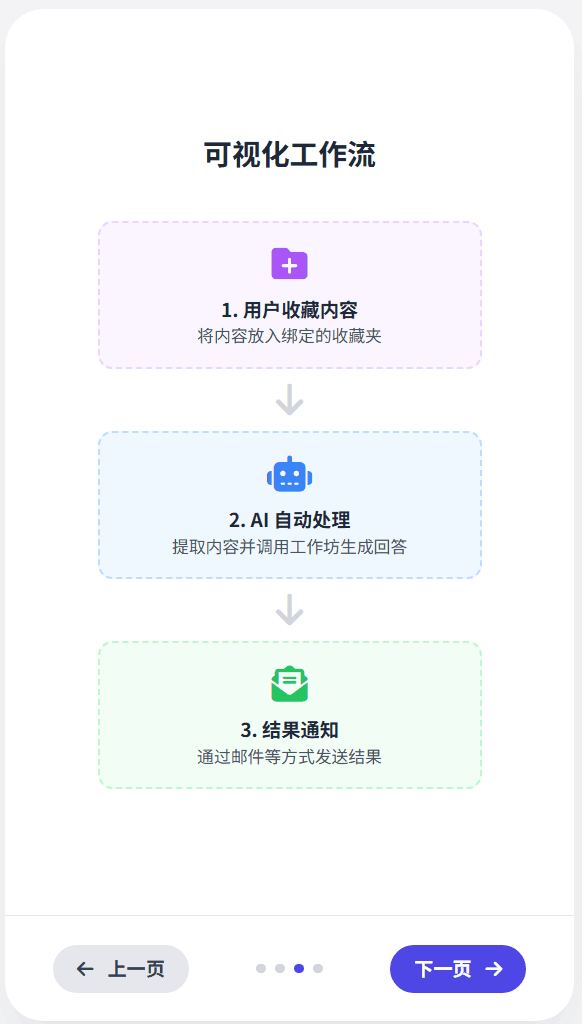 可视化工作流
1. 用户收藏内容
将内容放入绑定的收藏夹
2. AI 自动处理
提取内容并调用工作坊生成回答
3. 结果通知
通过邮件等方式发送结果
上一页
下一页